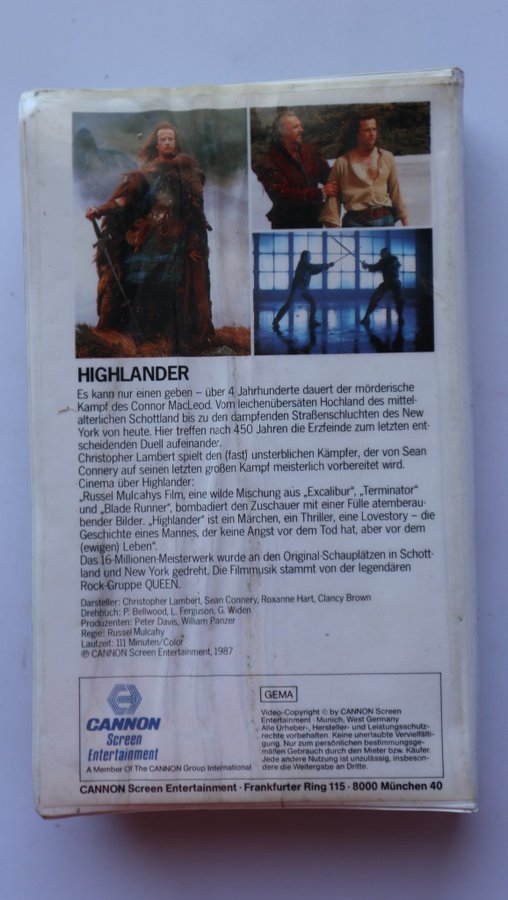 HIGHLANDER
Es kann nur einen geben – über 4 Jahrhunderte dauert der mörderische
Kampf des Connor MacLeod. Vom leichenübersäten Hochland des mittel-
alterlichen Schottland bis zu den dampfenden Straßenschluchten des New
York von heute. Hier treffen nach 450 Jahren die Erzfeinde zum letzten ent-
scheidenden Duell aufeinander.
Christopher Lambert spielt den (fast) unsterblichen Kämpfer, der von Sean
Connery auf seinen letzten großen Kampf meisterlich vorbereitet wird.
Cinema über Highlander:
„Russel Mulcahys Film, eine wilde Mischung aus „Excalibur“, „Terminator“
und „Blade Runner“, bombadiert den Zuschauer mit einer Fülle atemberau-
bender Bilder. „Highlander“ ist ein Märchen, ein Thriller, eine Lovestory – die
Geschichte eines Mannes, der keine Angst vor dem Tod hat, aber vor dem
(ewigen) Leben“.
Das 16-Millionen-Meisterwerk wurde an den Original-Schauplätzen in Schott-
land und New York gedreht. Die Filmmusik stammt von der legendären
Rock-Gruppe QUEEN.
Darsteller: Christopher Lambert, Sean Connery, Roxanne Hart, Clancy Brown
Drehbuch: P. Bellwood, L. Ferguson, G. Widen
Produzenten: Peter Davis, William Panzer
Regie: Russel Mulcahy
Laufzeit: 111 Minuten/Color
℗ CANNON Screen Entertainment, 1987
CANNON
Screen
Entertainment
A Member Of The CANNON Group International
GEMA
Video-Copyright © by CANNON Screen
Entertainment · Munich, West Germany
Alle Urheber-, Hersteller- und Leistungsschutz-
rechte vorbehalten. Keine unerlaubte Vervielfälti-
gung. Nur zum persönlichen bestimmungsge-
mäßen Gebrauch durch den Mieter bzw. Käufer.
Jede andere Nutzung ist unzulässig, insbeson-
dere die Weitergabe an Dritte.
CANNON Screen Entertainment · Frankfurter Ring 115 · 8000 München 40